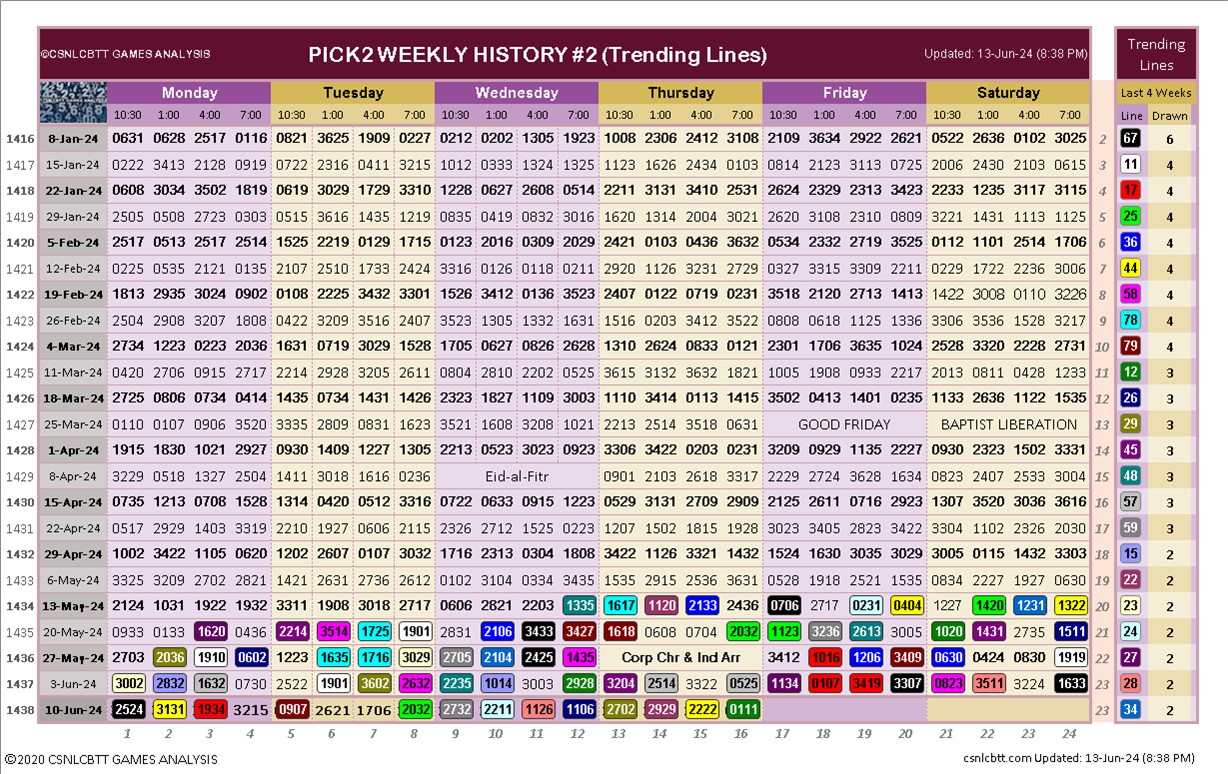 ©CSNLCBTT GAMES ANALYSIS PICK2 WEEKLY HISTORY #2 (Trending Lines) Updated: 13-Jun-24 (8:38 PM) Trending Lines
Monday Tuesday Wednesday Thursday Friday Saturday Last 4 Weeks
10:30 1:00 4:00 7:00 10:30 1:00 4:00 7:00 10:30 1:00 4:00 7:00 10:30 1:00 4:00 7:00 10:30 1:00 4:00 7:00 10:30 1:00 4:00 7:00 Line Drawn
1416 8-Jan-24 0631 0628 2517 0116 0821 3625 1909 0227 0212 0202 1305 1923 1008 2306 2412 3108 2109 3634 2922 2621 0522 2636 0102 3025 2 67 6
1417 15-Jan-24 0222 3413 2128 0919 0722 2316 0411 3215 1012 0333 1324 1325 1123 1626 2434 0103 0814 2123 3113 0725 2006 2430 2103 0615 3 11 4
1418 22-Jan-24 0608 3034 3502 1819 0619 3029 1729 3310 1228 0627 2608 0514 2211 3131 3410 2531 2624 2329 2313 3423 2233 1235 3117 3115 4 17 4
1419 29-Jan-24 2505 0508 2723 0303 0515 3616 1435 1219 0835 0419 0832 3016 1620 1314 2004 3021 2620 3108 2310 0809 3221 1431 1113 1125 5 25 4
1420 5-Feb-24 2517 0513 2517 2514 1525 2219 0129 1715 0123 2016 0309 2029 2421 0103 0436 3632 0534 2332 2719 3525 0112 1101 2514 1706 6 36 4
1421 12-Feb-24 0225 0535 2121 0135 2107 2510 1733 2424 3316 0126 0118 0211 2920 1126 3231 2729 0327 3315 3309 2211 0229 1722 2236 3006 7 44 4
1422 19-Feb-24 1813 2935 3024 0902 0108 2225 3432 3301 1526 3412 0136 3523 2407 0122 0719 0231 3518 2120 2713 1413 1422 3008 0110 3226 8 58 4
1423 26-Feb-24 2504 2908 3207 1808 0422 3209 3516 2407 3523 1305 1332 1631 1516 0203 3412 3522 0808 0618 1125 1336 3306 3536 1528 3217 9 78 4
1424 4-Mar-24 2734 1123 0223 2036 1631 0719 3029 1528 1705 0627 0826 2628 1310 2624 0833 0121 2301 1706 3635 1024 2528 3320 2228 2731 10 79 4
1425 11-Mar-24 0420 2706 0915 2717 2214 2928 3205 2611 0804 2810 2202 0525 3615 3132 3632 1821 1005 1908 0933 2217 2013 0811 0428 1233 11 12 3
1426 18-Mar-24 2725 0806 0734 0414 1435 0734 1431 1426 2323 1827 1109 3003 1110 3414 0113 1415 3502 0413 1401 0235 1133 2636 1122 1535 12 26 3
1427 25-Mar-24 0110 0107 0906 3520 3335 2809 0831 1623 3521 1608 3208 1021 2213 2514 3518 0631 GOOD FRIDAY BAPTIST LIBERATION 13 29 3
1428 1-Apr-24 1915 1830 1021 2927 0930 1409 1227 1304 2213 0523 3023 0923 3306 3422 0203 0231 3209 0929 1135 2227 0930 2323 1502 3331 14 45 3
1429 8-Apr-24 3229 0518 1327 2504 1411 3018 1616 0236 Eid-al-Fitr 0901 2103 2618 3317 2229 2724 3628 1634 0823 2407 2533 3004 15 48 3
1430 15-Apr-24 0735 1213 0708 1528 1314 0420 0512 3316 0722 0633 0915 1223 0529 3131 2709 2909 2125 2611 0716 2923 1307 3520 3036 3616 16 57 3
1431 22-Apr-24 0517 2929 1403 3319 2210 1927 0606 2115 2326 2712 1525 0223 1207 1502 1815 1928 3023 3405 2823 3422 3304 1102 2326 2030 17 59 3
1432 29-Apr-24 1002 3422 1105 0620 1202 2607 0107 3032 1716 2313 0304 1808 3422 1126 3321 1432 1524 1630 3035 3029 3005 0115 1432 3303 18 15 2
1433 6-May-24 3325 3209 2702 2821 1421 2631 2736 2612 0102 3104 0334 3435 1535 2915 2536 3631 0528 1918 2521 1535 0834 2227 1927 0630 19 22 2
1434 13-May-24 2124 1031 1922 1932 3311 1908 3018 2717 0606 2821 2203 1335 1617 1120 2133 2436 0706 2717 0231 0404 1227 1420 1231 1322 20 23 2
1435 20-May-24 0933 0133 1620 0436 2214 3514 1725 1901 2831 2106 3433 3427 1618 0608 0704 2032 1123 3236 2613 3005 1020 1431 2735 1511 21 24 2
1436 27-May-24 2703 2036 1910 0602 1223 1635 1716 3029 2705 2104 2425 1435 Corp Chr & Ind Arr 3412 1016 1206 3409 0630 0424 0830 1919 22 27 2
1437 3-Jun-24 3002 2832 1632 0730 2522 1901 3602 2632 2235 1014 3003 2928 3204 2514 3322 0525 1134 0107 3419 3307 0823 3511 3224 1633 23 28 2
1438 10-Jun-24 2524 3131 1934 3215 0907 2621 1706 2032 2732 2211 1126 1106 2702 2929 2222 0111 23 34 2
1 2 3 4 5 6 7 8 9 10 11 12 13 14 15 16 17 18 19 20 21 22 23 24
©2020 CSNLCBTT GAMES ANALYSIS csnlcbtt.com Updated: 13-Jun-24 (8:38 PM)